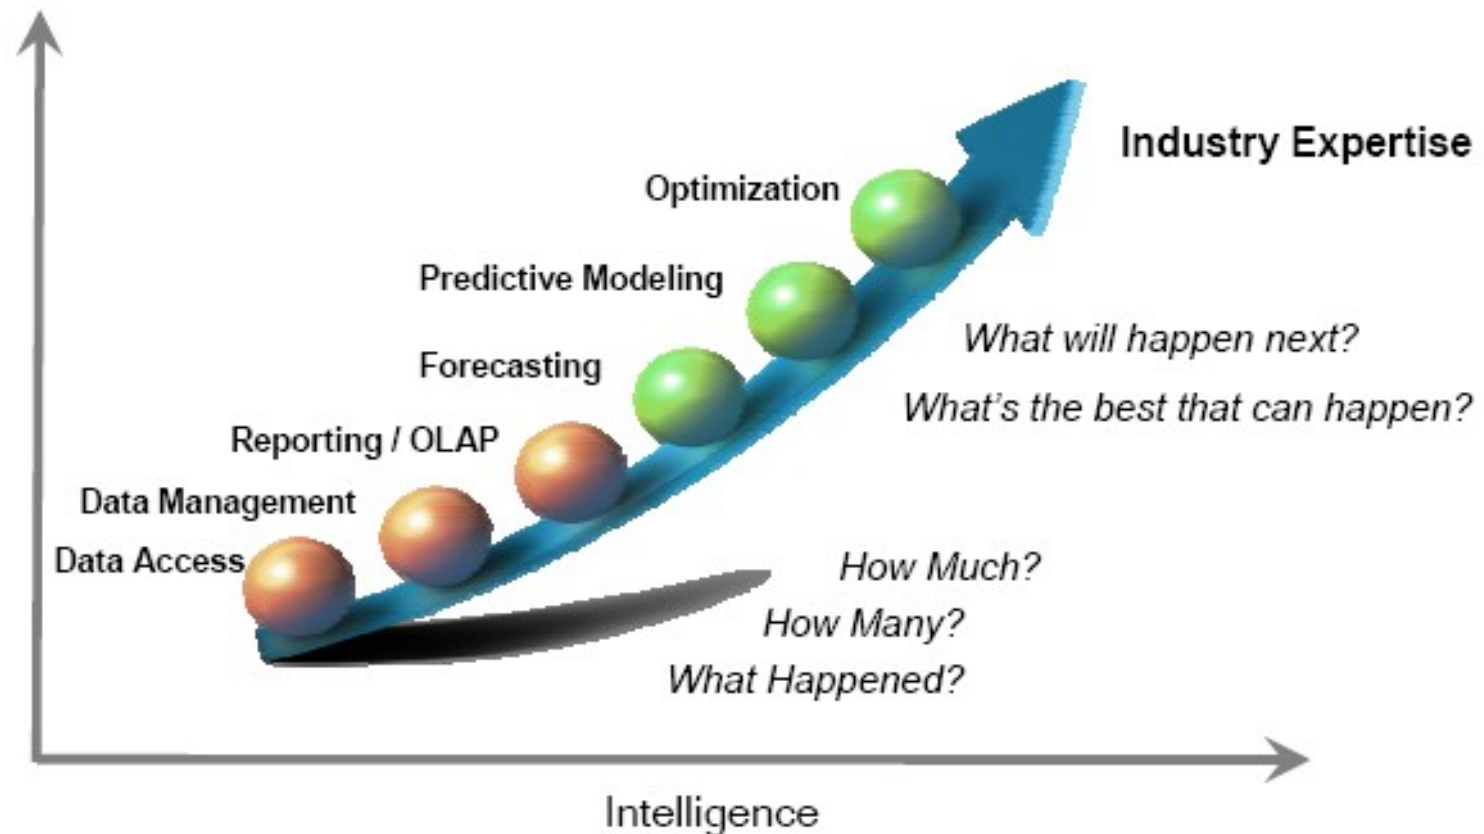 Industry Expertise
Optimization
Predictive Modeling
What will happen next?
Forecasting
What's the best that can happen?
Reporting / OLAP
Data Management
Data Access
How Much?
How Many?
What Happened?
Intelligence